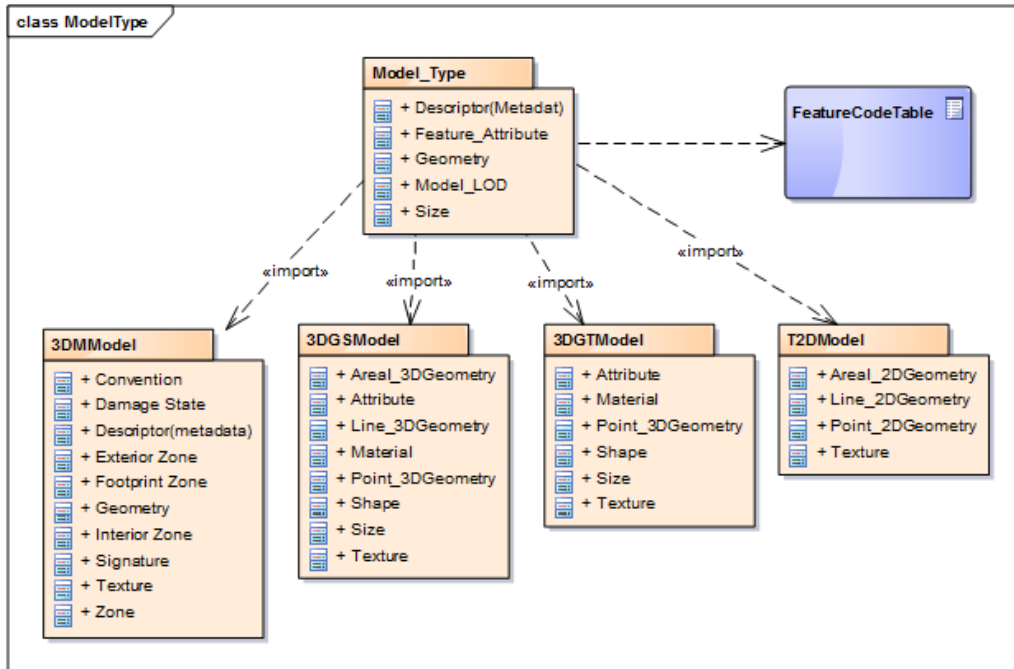 class ModelType
Model_Type
+ Descriptor(Metadat)
+ Feature_Attribute
+ Geometry
+ Model_LOD
+ Size
FeatureCodeTable
«import»
«import»
«import»
«import»
3DMModel
+ Convention
+ Damage State
+ Descriptor(metadata)
+ Exterior Zone
+ Footprint Zone
+ Geometry
+ Interior Zone
+ Signature
+ Texture
+ Zone
3DGSModel
+ Areal_3DGeometry
+ Attribute
+ Line_3DGeometry
+ Material
+ Point_3DGeometry
+ Shape
+ Size
+ Texture
3DGTModel
+ Attribute
+ Material
+ Point_3DGeometry
+ Shape
+ Size
+ Texture
T2DModel
+ Areal_2DGeometry
+ Line_2DGeometry
+ Point_2DGeometry
+ Texture